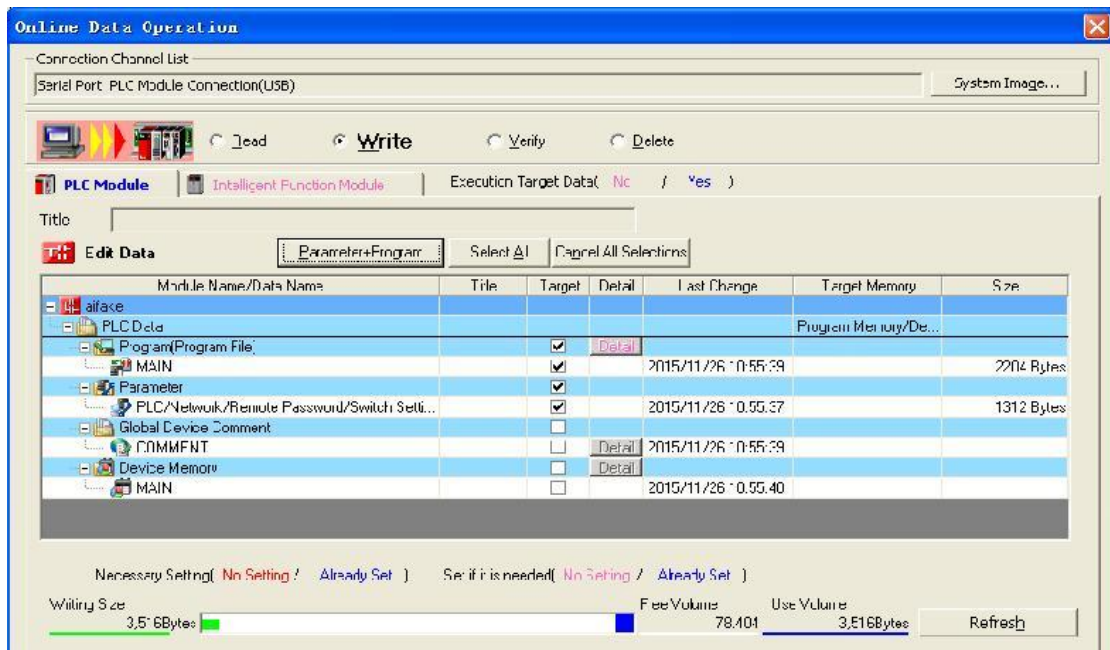 Online Data Operation
Connection Channel List
Serial Port PLC Module Connection(USB)
System Image...
Read Write Verify Delete
PLC Module Intelligent Function Module Execution Target Data( No / Yes )
Title
Edit Data Parameter+Program Select All Cancel All Selections
Module Name/Data Name Title Target Detail Last Change Target Memory Size
aifake
PLC Data Program Memory/De...
Program(Program File) Detail
MAIN 2015/11/26 10:55:39 2204 Bytes
Parameter
PLC/Network/Remote Password/Switch Setti... 2015/11/26 10:55:37 1312 Bytes
Global Device Comment
COMMENT Detail 2015/11/26 10:55:39
Device Memory Detail
MAIN 2015/11/26 10:55:40
Necessary Setting( No Setting / Already Set ) Set if it is needed( No Setting / Already Set )
Writing Size Free Volume Use Volume
3,516Bytes 78,404 3,516Bytes Refresh